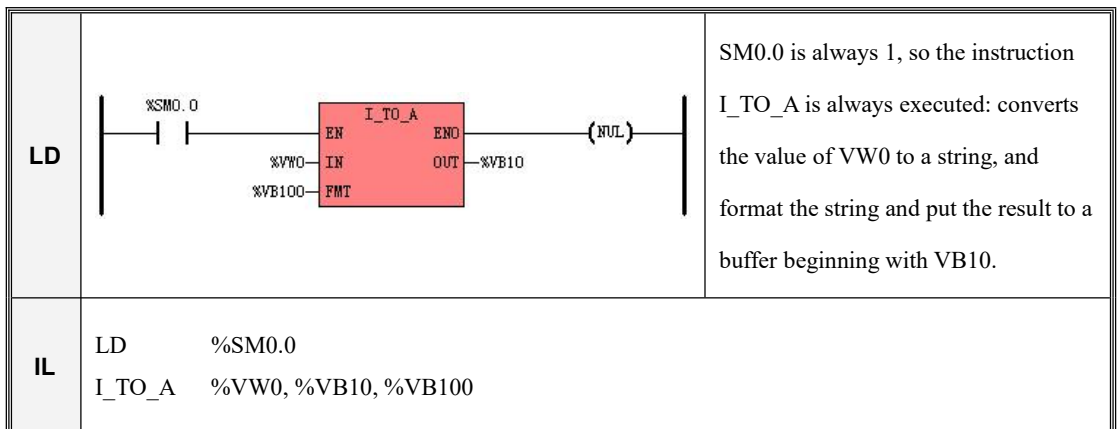 LD
%SM0.0
I_TO_A
EN ENO
(NUL)
%VW0 IN OUT %VB10
%VB100 FMT
SM0.0 is always 1, so the instruction
I_TO_A is always executed: converts
the value of VW0 to a string, and
format the string and put the result to a
buffer beginning with VB10.
IL
LD %SM0.0
I_TO_A %VW0, %VB10, %VB100